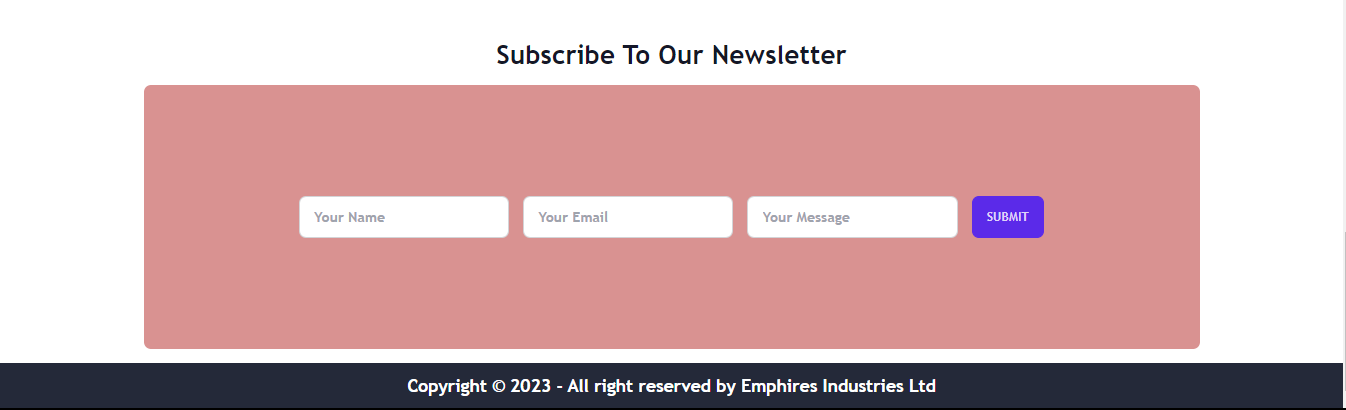 Subscribe To Our Newsletter
Your Name Your Email Your Message SUBMIT
Copyright © 2023 - All right reserved by Emphires Industries Ltd